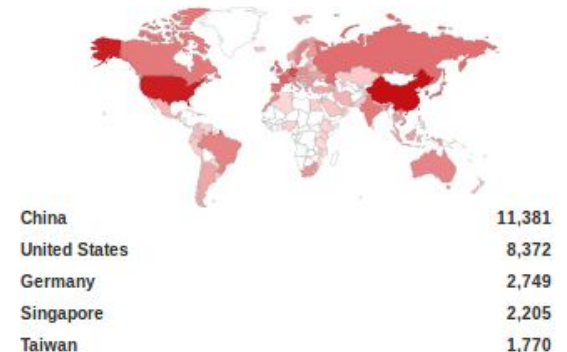 China 11,381
United States 8,372
Germany 2,749
Singapore 2,205
Taiwan 1,770